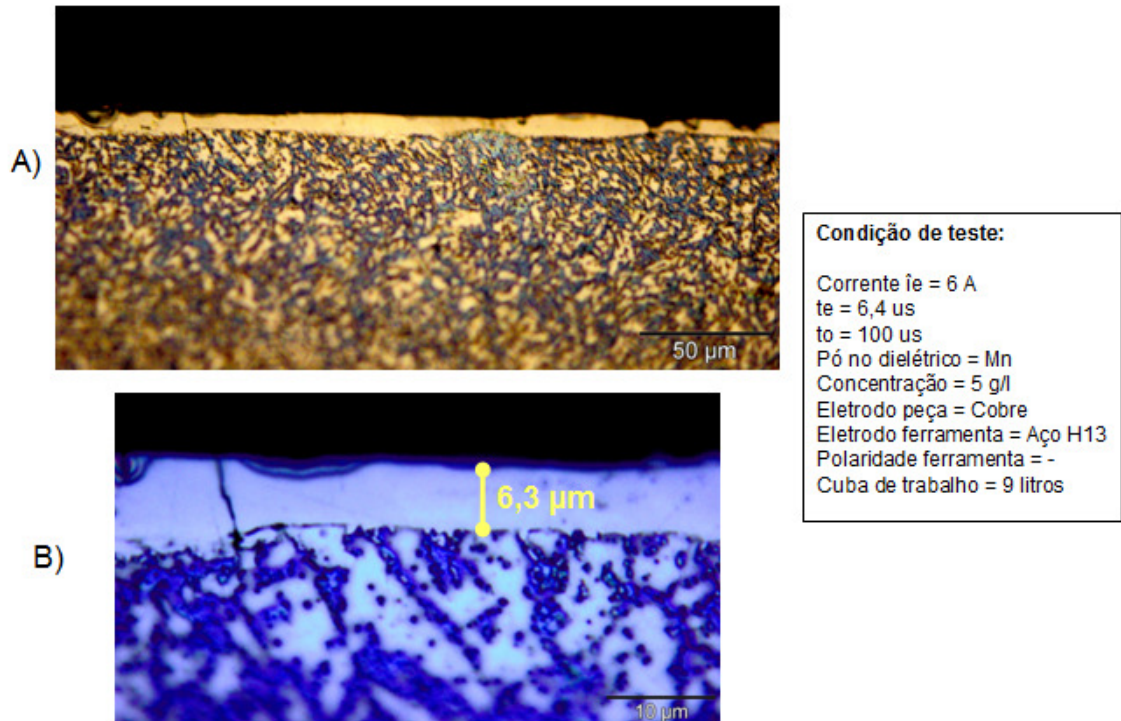 A)
50 µm
Condição de teste:
Corrente îe = 6 A
te = 6,4 us
to = 100 us
Pó no dielétrico = Mn
Concentração = 5 g/l
Eletrodo peça = Cobre
Eletrodo ferramenta = Aço H13
Polaridade ferramenta = -
Cuba de trabalho = 9 litros
B)
6,3 µm
10 µm